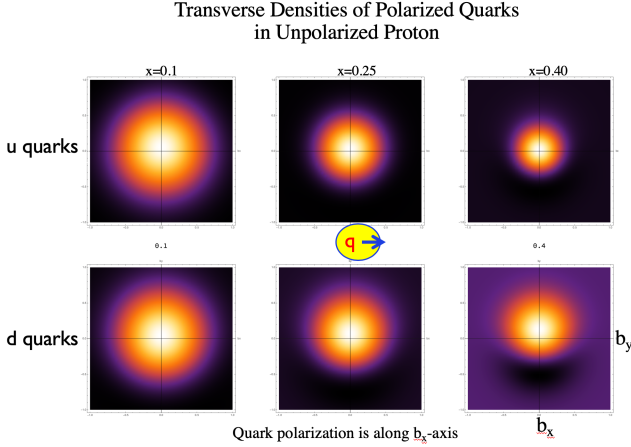 Transverse Densities of Polarized Quarks
in Unpolarized Proton
x=0.1
x=0.25
x=0.40
u quarks
0.1
q
0.4
d quarks
by
bx
Quark polarization is along bx-axis